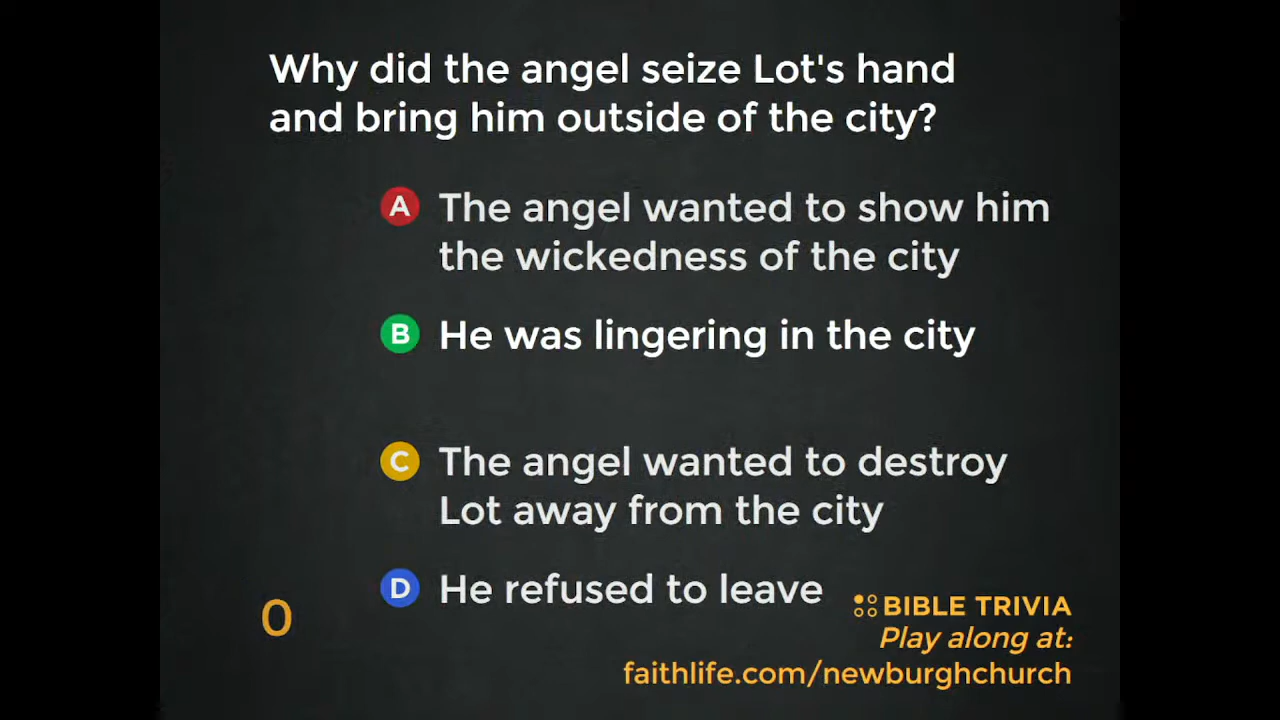 Why did the angel seize Lot's hand
and bring him outside of the city?
A The angel wanted to show him
the wickedness of the city
B He was lingering in the city
C The angel wanted to destroy
Lot away from the city
D He refused to leave
0
BIBLE TRIVIA
Play along at:
faithlife.com/newburghchurch